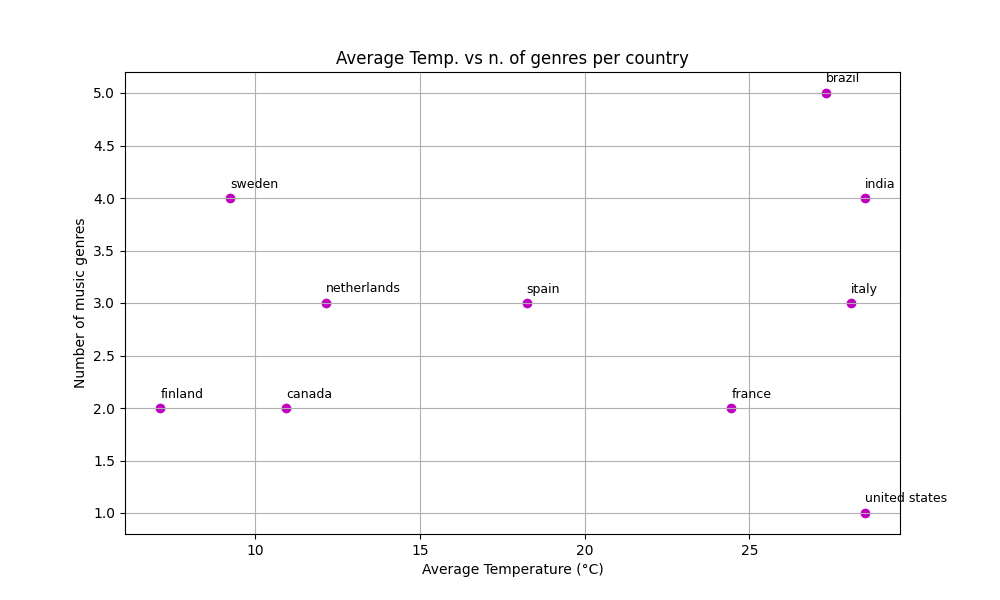 Average Temp. vs n. of genres per country
brazil
5.0
4.5
sweden
india
4.0
3.5
netherlands
spain
italy
3.0
2.5
finland
canada
france
2.0
1.5
united states
1.0
Number of music genres
10 15 20 25
Average Temperature (°C)